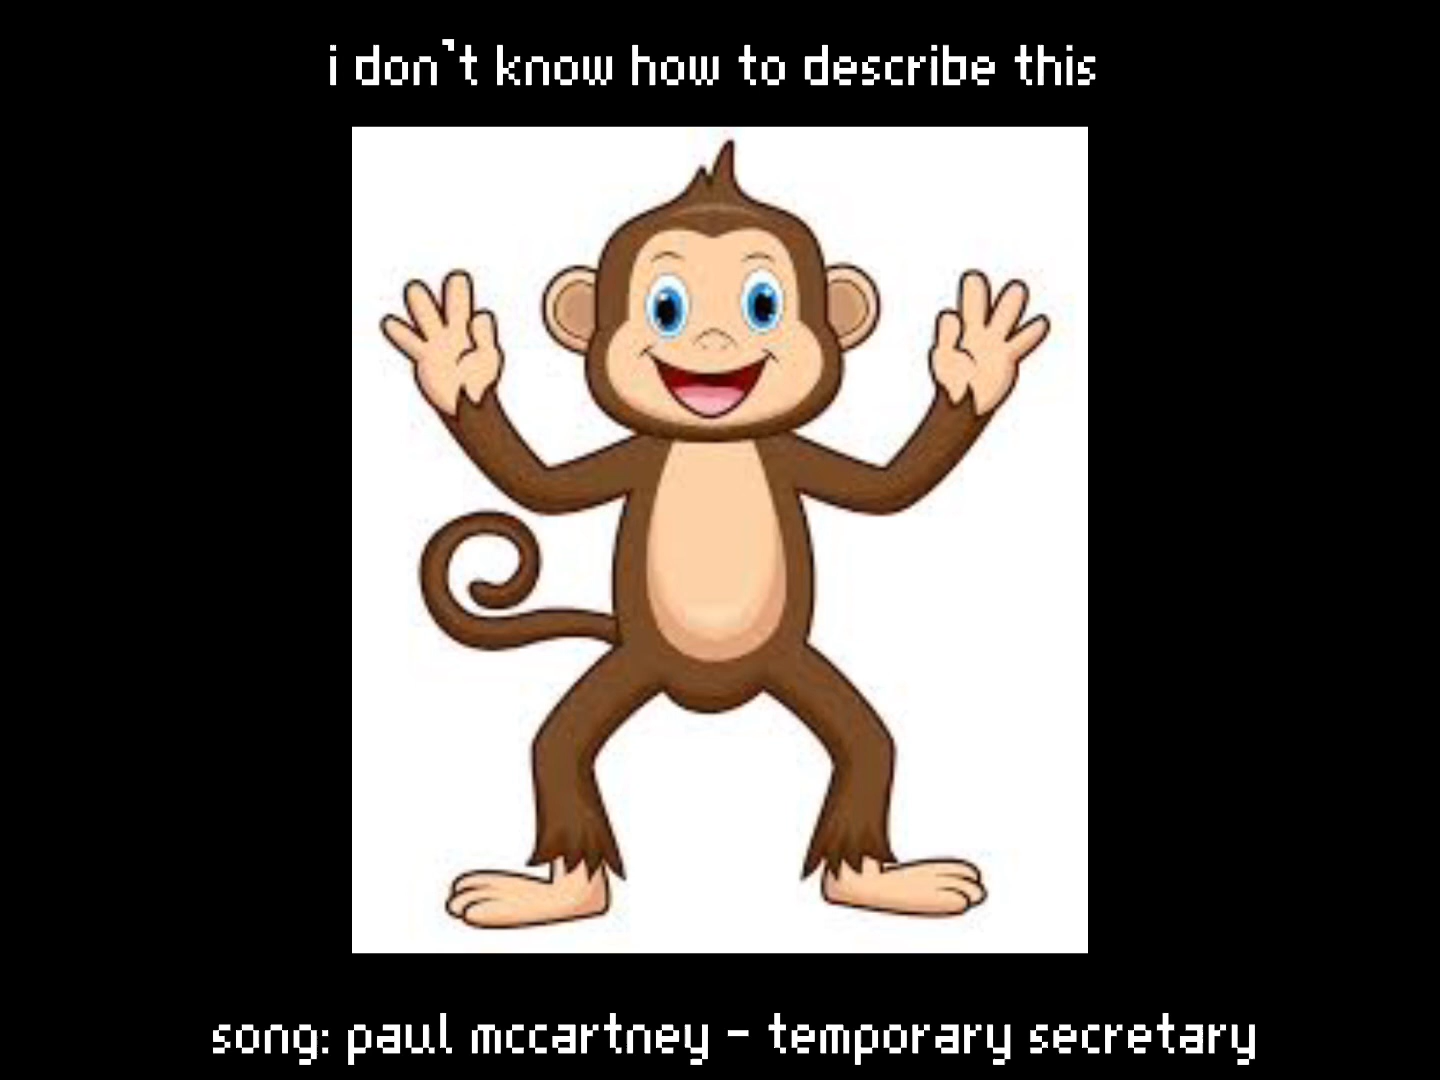 i don't know how to describe this
song: paul mccartney - temporary secretary